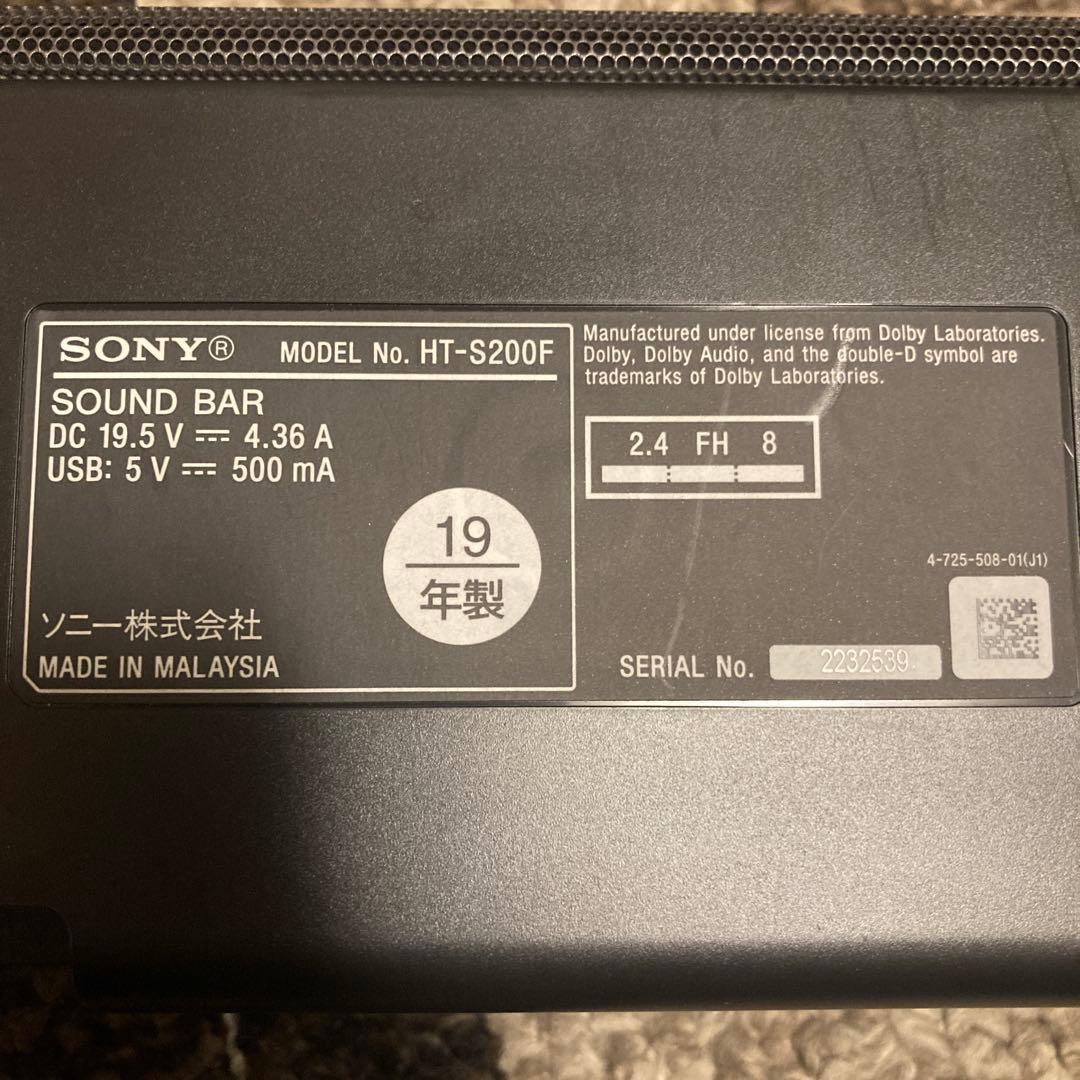 SONY® MODEL No. HT-S200F
SOUND BAR
DC 19.5 V ⎓ 4.36 A
USB: 5 V ⎓ 500 mA
19
年製
ソニー株式会社
MADE IN MALAYSIA
Manufactured under license from Dolby Laboratories.
Dolby, Dolby Audio, and the double-D symbol are
trademarks of Dolby Laboratories.
2.4 FH 8
4-725-508-01(J1)
SERIAL No. 2232539